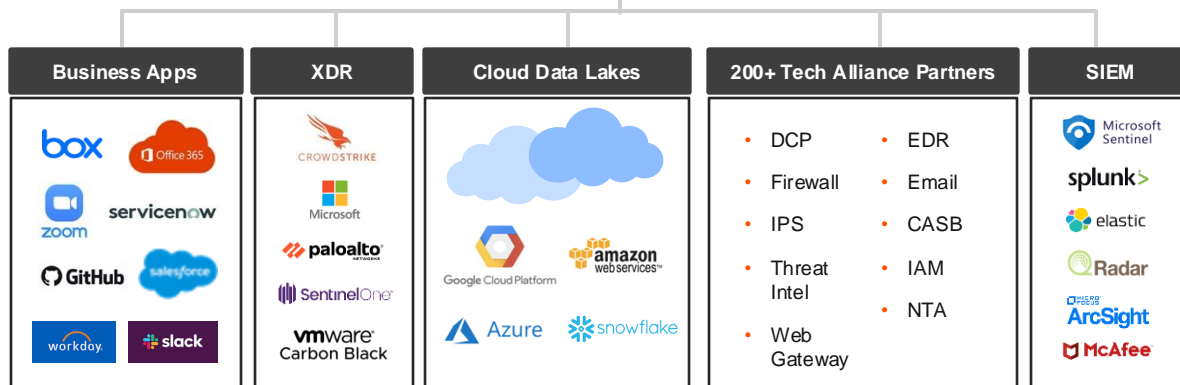 Business Apps
box
Office 365
zoom
servicenow
GitHub
salesforce
workday.
slack
XDR
CROWDSTRIKE
Microsoft
paloalto
NETWORKS
SentinelOne
vmware
Carbon Black
Cloud Data Lakes
Google Cloud Platform
amazon
web services™
Azure
snowflake
200+ Tech Alliance Partners
• DCP
• Firewall
• IPS
• Threat
Intel
• Web
Gateway
• EDR
• Email
• CASB
• IAM
• NTA
SIEM
Microsoft
Sentinel
splunk>
elastic
QRadar
MICRO
FOCUS
ArcSight
McAfee